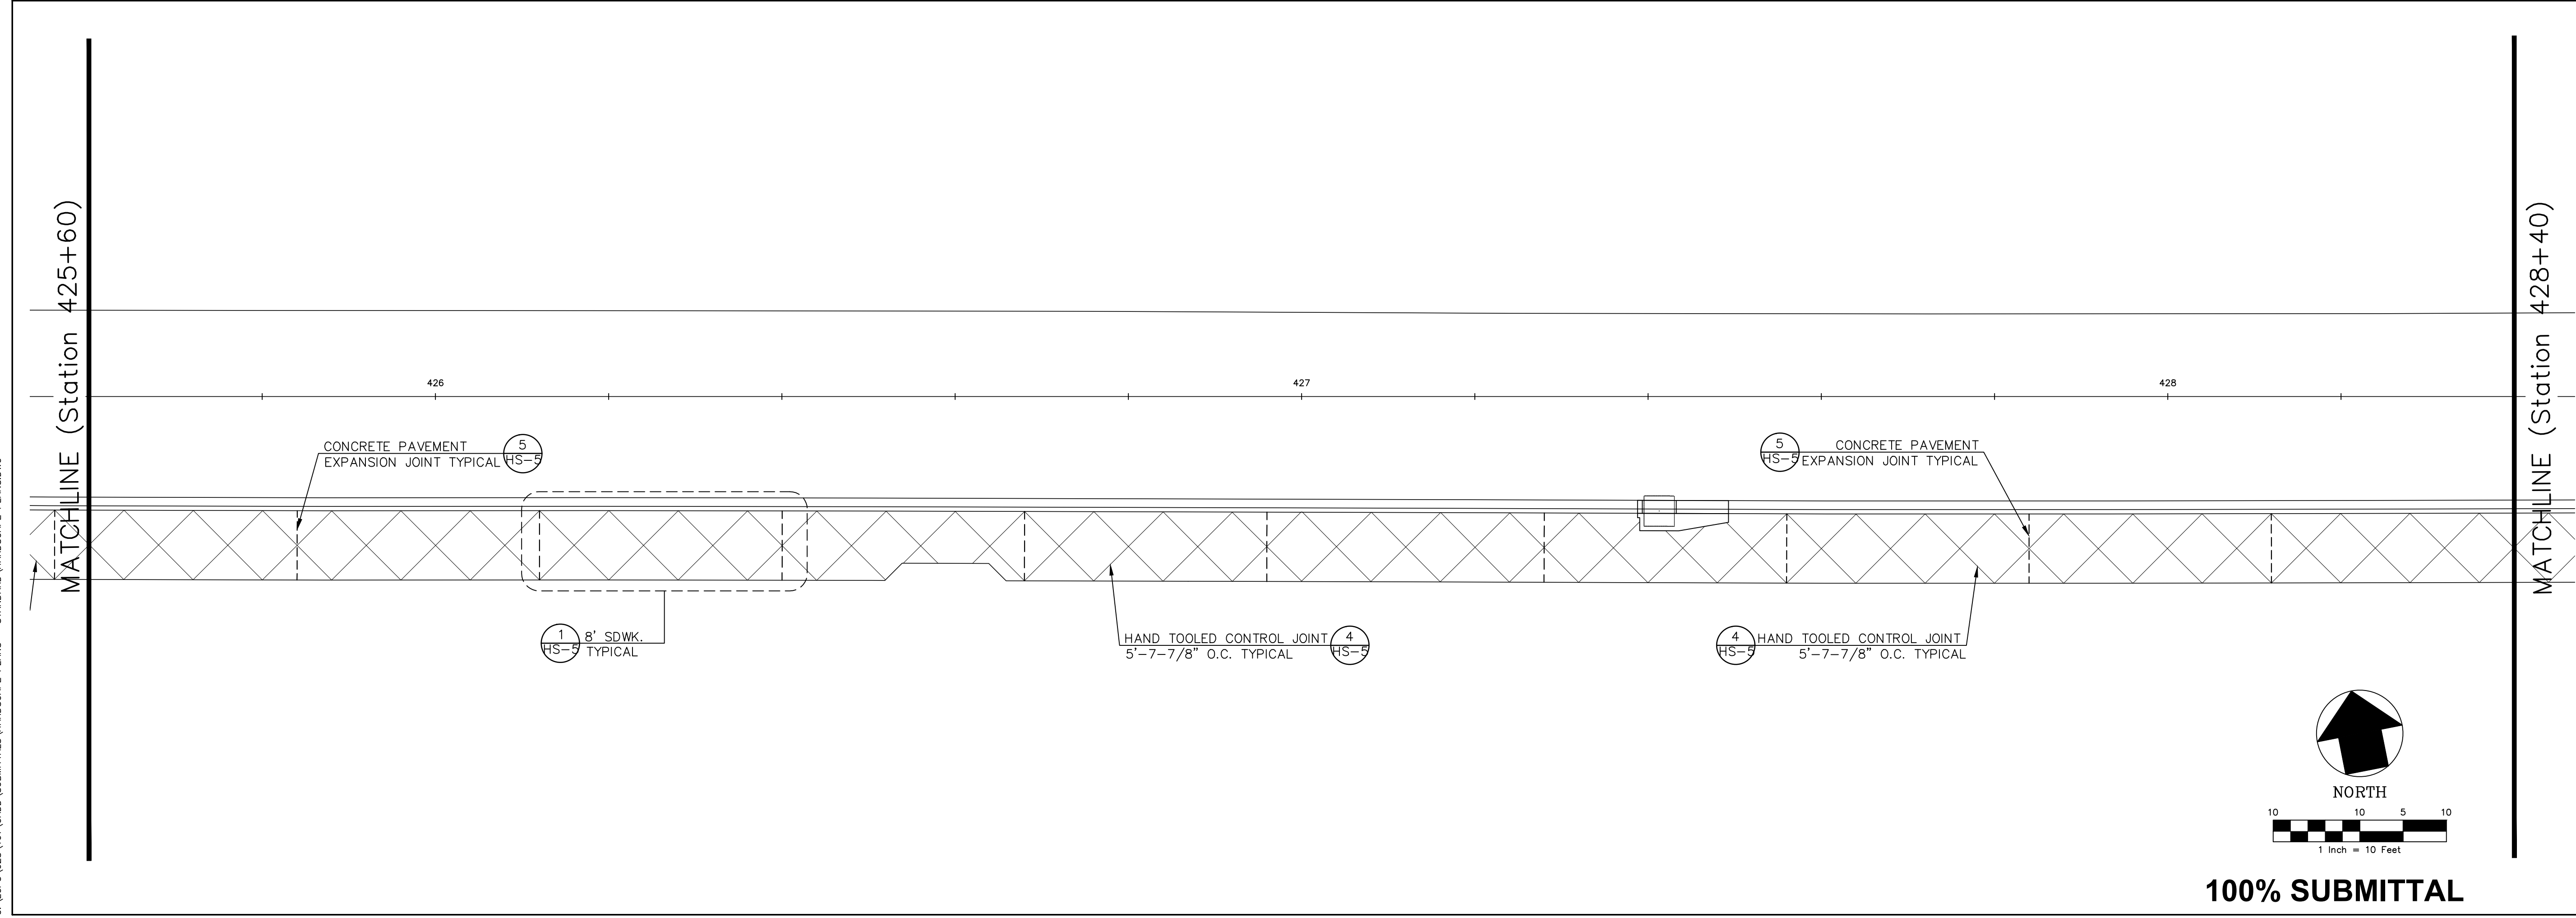 MATCHLINE (Station 425+60)
MATCHLINE (Station 428+40)
426
427
428
CONCRETE PAVEMENT
EXPANSION JOINT TYPICAL
5
HS-5
5
HS-5
CONCRETE PAVEMENT
EXPANSION JOINT TYPICAL
1
HS-5
8' SDWK.
TYPICAL
HAND TOOLED CONTROL JOINT
5'-7-7/8" O.C. TYPICAL
4
HS-5
4
HS-5
HAND TOOLED CONTROL JOINT
5'-7-7/8" O.C. TYPICAL
NORTH
10 10 5 10
1 Inch = 10 Feet
100% SUBMITTAL